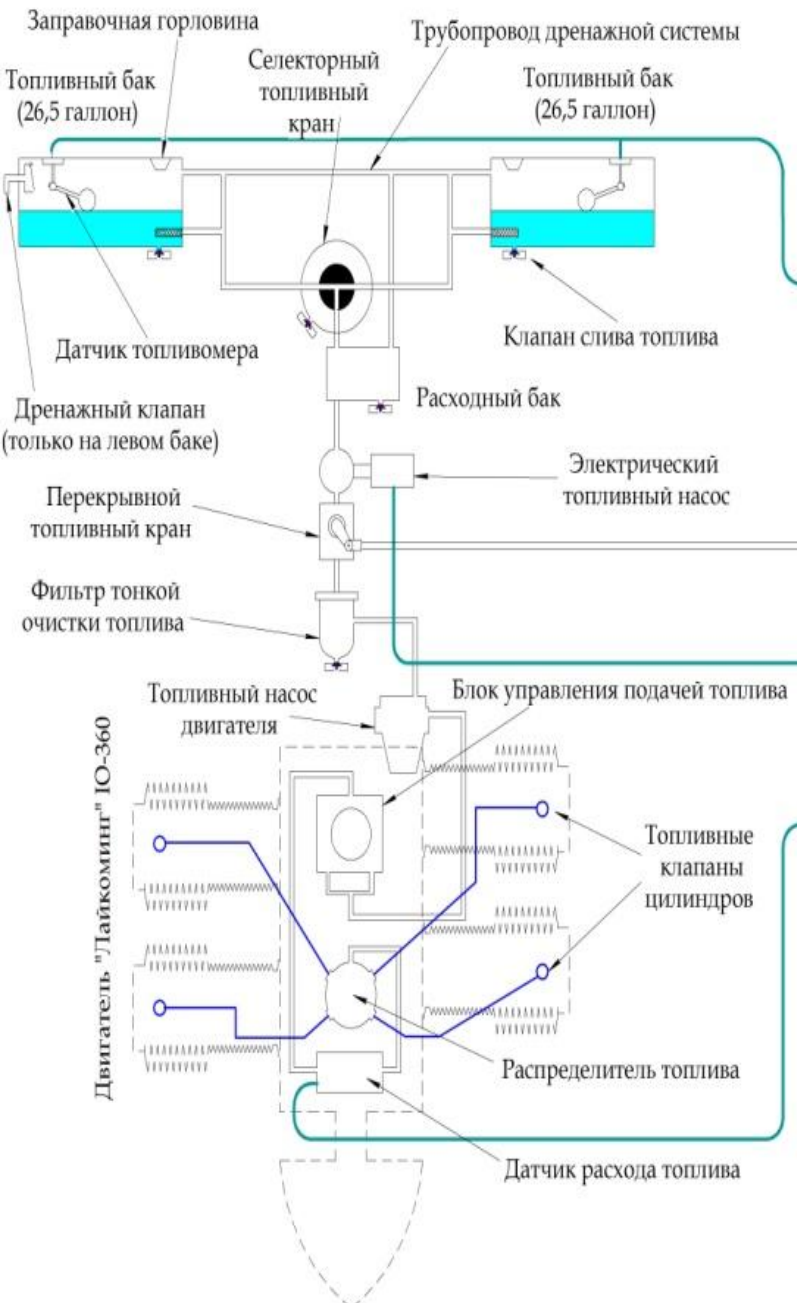 Заправочная горловина
Трубопровод дренажной системы
Селекторный
топливный
кран
Топливный бак
(26,5 галлон)
Топливный бак
(26,5 галлон)
Датчик топливомера
Клапан слива топлива
Дренажный клапан
(только на левом баке)
Расходный бак
Электрический
топливный насос
Перекрывной
топливный кран
Фильтр тонкой
очистки топлива
Топливный насос
двигателя
Блок управления подачей топлива
Двигатель "Лайкоминг" IO-360
Топливные
клапаны
цилиндров
Распределитель топлива
Датчик расхода топлива